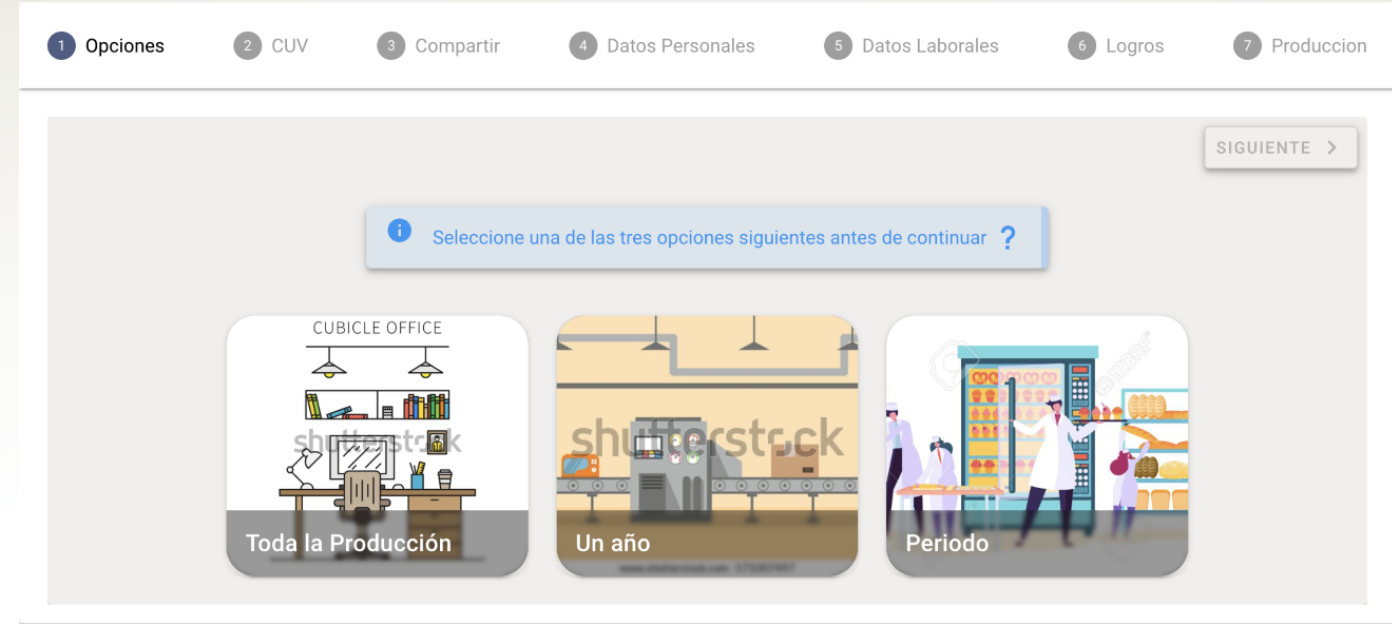 1 Opciones
2 CUV
3 Compartir
4 Datos Personales
5 Datos Laborales
6 Logros
7 Produccion
SIGUIENTE >
i Seleccione una de las tres opciones siguientes antes de continuar ?
CUBICLE OFFICE
shutterstock
Toda la Producción
shutterstock
Un año
123RF
Periodo